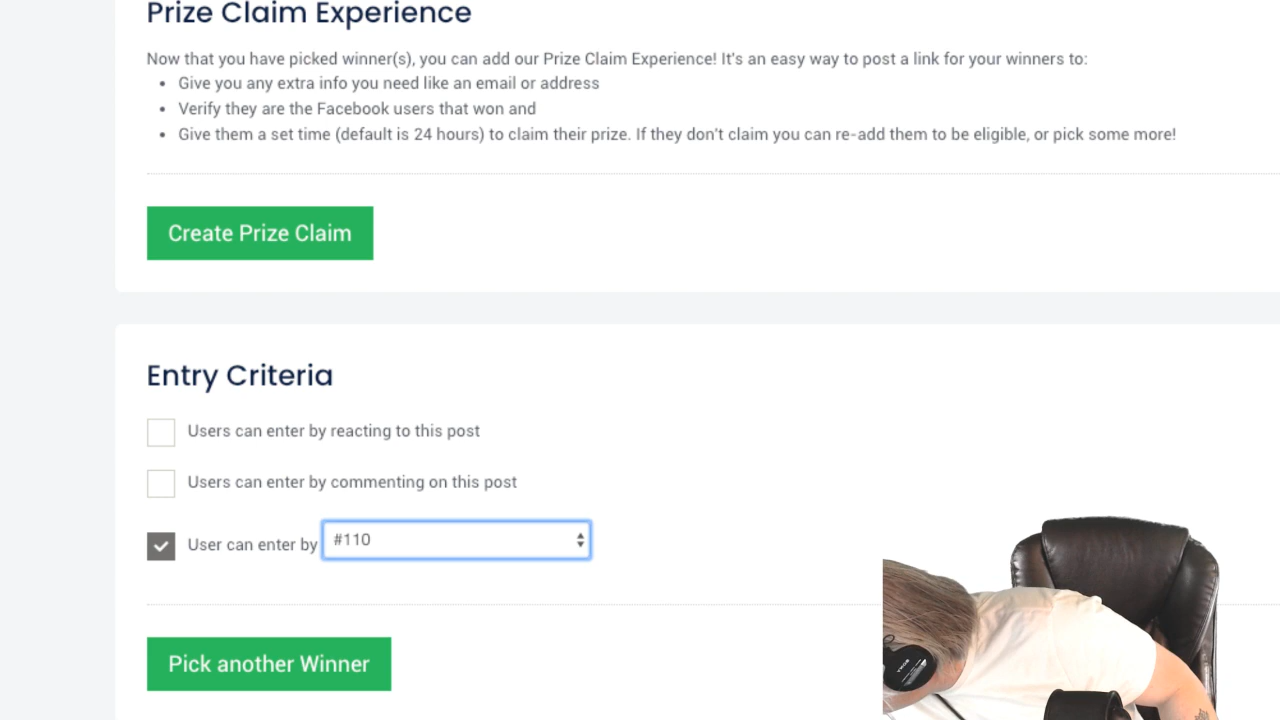 Prize Claim Experience
Now that you have picked winner(s), you can add our Prize Claim Experience! It's an easy way to post a link for your winners to:
• Give you any extra info you need like an email or address
• Verify they are the Facebook users that won and
• Give them a set time (default is 24 hours) to claim their prize. If they don't claim you can re-add them to be eligible, or pick some more!
Create Prize Claim
Entry Criteria
Users can enter by reacting to this post
Users can enter by commenting on this post
User can enter by #110
Pick another Winner